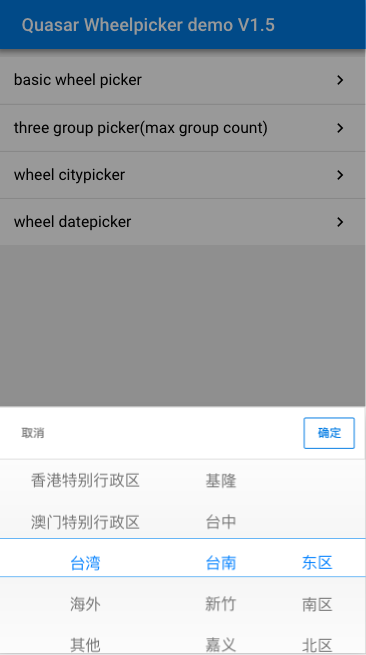 Quasar Wheelpicker demo V1.5
basic wheel picker
three group picker(max group count)
wheel citypicker
wheel datepicker
取消 确定
香港特别行政区 基隆
澳门特别行政区 台中
台湾 台南 东区
海外 新竹 南区
其他 嘉义 北区